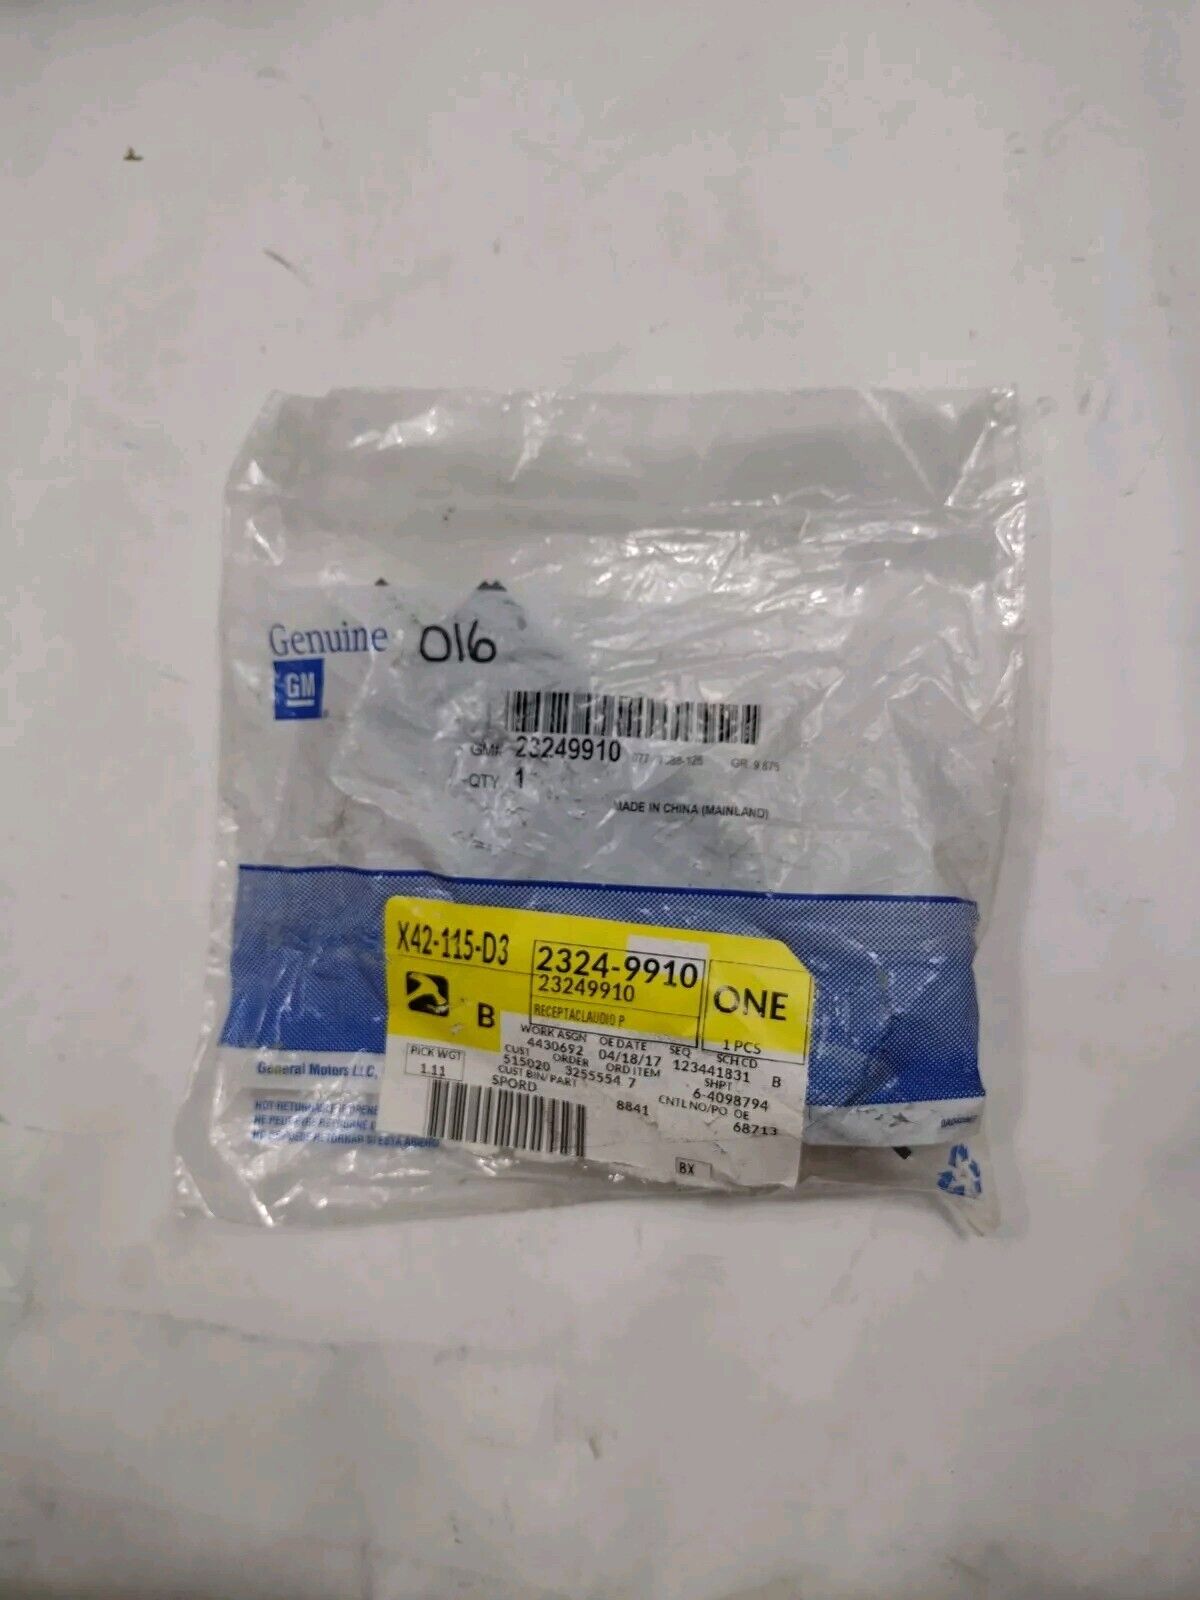 Genuine 016
GM
GM# 23249910 GR. 9.875
QTY 1
MADE IN CHINA (MAINLAND)
X42-115-D3
2324-9910
23249910
RECEPTACLAUDIO P
B
ONE
1 PCS
WORK ASGN OE DATE SEQ SCH CD
4430692 04/18/17 123441831 B
PICK WGT
1.11
CUST ORDER ORD ITEM SHPT
515020 3255554 7 6-4098794
CUST BIN/PART CNTL NO/PO OE
SPORD 8841 68713
BX
General Motors LLC,